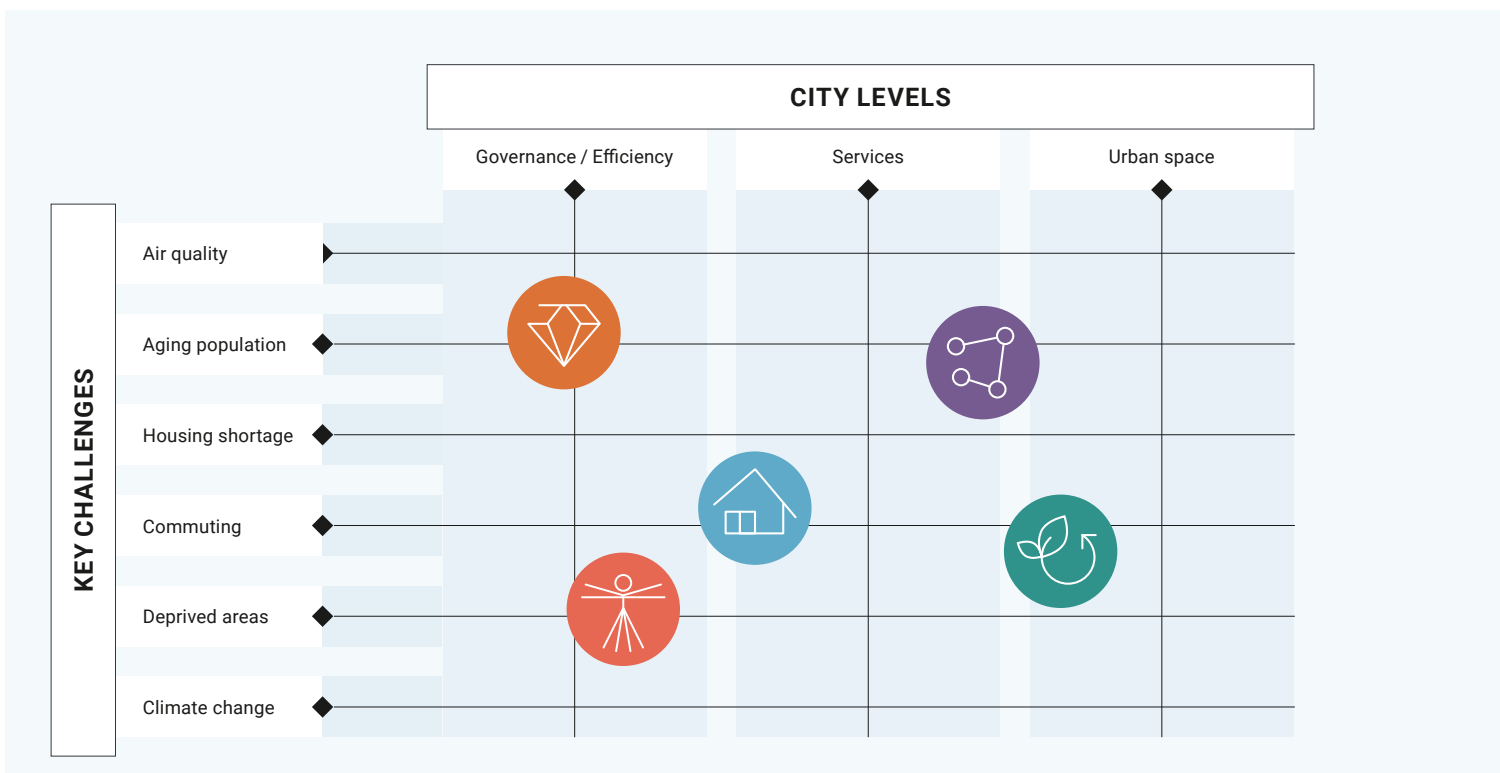 CITY LEVELS
Governance / Efficiency
Services
Urban space
KEY CHALLENGES
Air quality
Aging population
Housing shortage
Commuting
Deprived areas
Climate change